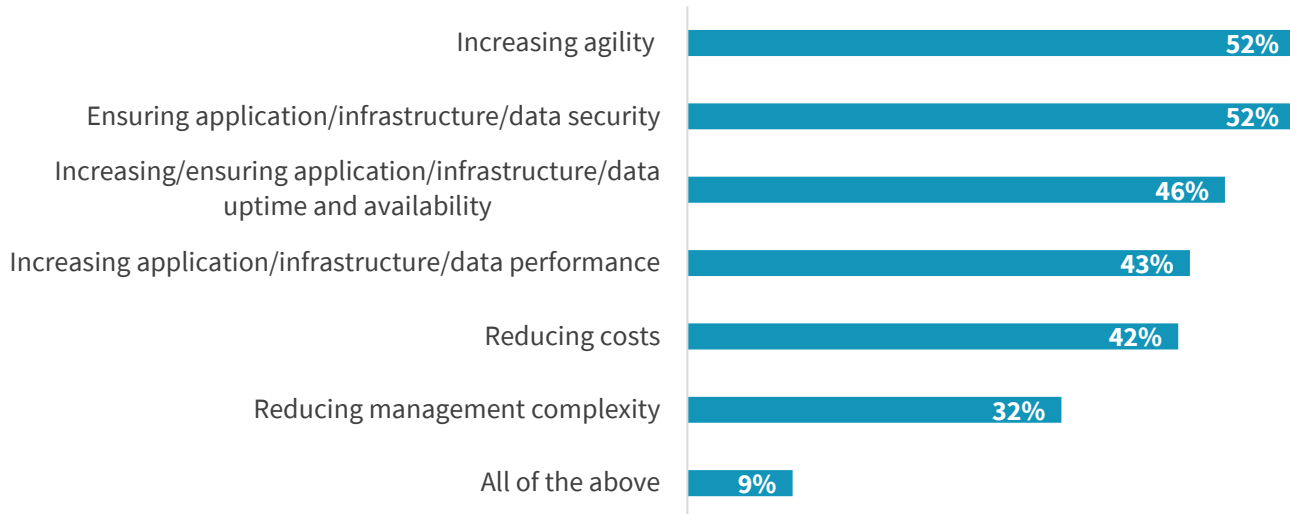 Increasing agility
52%
Ensuring application/infrastructure/data security
52%
Increasing/ensuring application/infrastructure/data
uptime and availability
46%
Increasing application/infrastructure/data performance
43%
Reducing costs
42%
Reducing management complexity
32%
All of the above
9%